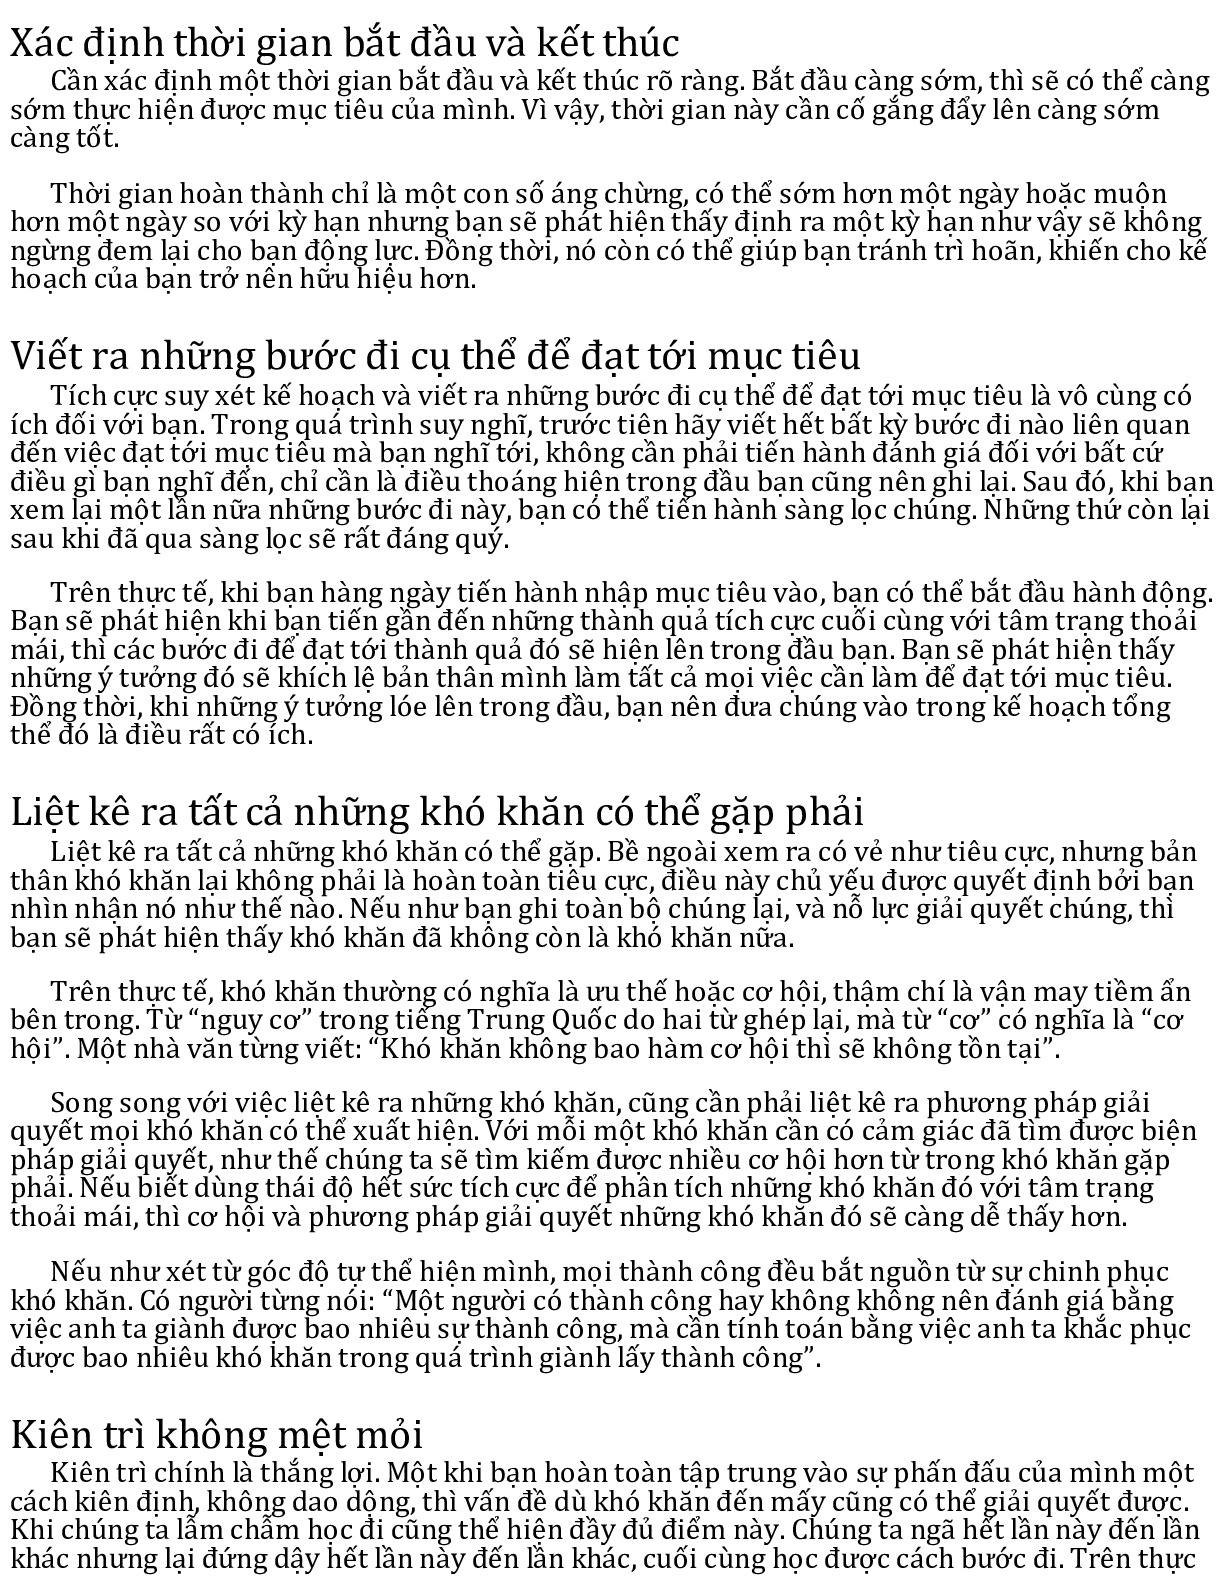 Xác định thời gian bắt đầu và kết thúc
Cần xác định một thời gian bắt đầu và kết thúc rõ ràng. Bắt đầu càng sớm, thì sẽ có thể càng
sớm thực hiện được mục tiêu của mình. Vì vậy, thời gian này cần cố gắng đẩy lên càng sớm
càng tốt.
Thời gian hoàn thành chỉ là một con số áng chừng, có thể sớm hơn một ngày hoặc muộn
hơn một ngày so với kỳ hạn nhưng bạn sẽ phát hiện thấy định ra một kỳ hạn như vậy sẽ không
ngừng đem lại cho bạn động lực. Đồng thời, nó còn có thể giúp bạn tránh trì hoãn, khiến cho kế
hoạch của bạn trở nên hữu hiệu hơn.
Viết ra những bước đi cụ thể để đạt tới mục tiêu
Tích cực suy xét kế hoạch và viết ra những bước đi cụ thể để đạt tới mục tiêu là vô cùng có
ích đối với bạn. Trong quá trình suy nghĩ, trước tiên hãy viết hết bất kỳ bước đi nào liên quan
đến việc đạt tới mục tiêu mà bạn nghĩ tới, không cần phải tiến hành đánh giá đối với bất cứ
điều gì bạn nghĩ đến, chỉ cần là điều thoáng hiện trong đầu bạn cũng nên ghi lại. Sau đó, khi bạn
xem lại một lần nữa những bước đi này, bạn có thể tiến hành sàng lọc chúng. Những thứ còn lại
sau khi đã qua sàng lọc sẽ rất đáng quý.
Trên thực tế, khi bạn hàng ngày tiến hành nhập mục tiêu vào, bạn có thể bắt đầu hành động.
Bạn sẽ phát hiện khi bạn tiến gần đến những thành quả tích cực cuối cùng với tâm trạng thoải
mái, thì các bước đi để đạt tới thành quả đó sẽ hiện lên trong đầu bạn. Bạn sẽ phát hiện thấy
những ý tưởng đó sẽ khích lệ bản thân mình làm tất cả mọi việc cần làm để đạt tới mục tiêu.
Đồng thời, khi những ý tưởng lóe lên trong đầu, bạn nên đưa chúng vào trong kế hoạch tổng
thể đó là điều rất có ích.
Liệt kê ra tất cả những khó khăn có thể gặp phải
Liệt kê ra tất cả những khó khăn có thể gặp. Bề ngoài xem ra có vẻ như tiêu cực, nhưng bản
thân khó khăn lại không phải là hoàn toàn tiêu cực, điều này chủ yếu được quyết định bởi bạn
nhìn nhận nó như thế nào. Nếu như bạn ghi toàn bộ chúng lại, và nỗ lực giải quyết chúng, thì
bạn sẽ phát hiện thấy khó khăn đã không còn là khó khăn nữa.
Trên thực tế, khó khăn thường có nghĩa là ưu thế hoặc cơ hội, thậm chí là vận may tiềm ẩn
bên trong. Từ “nguy cơ” trong tiếng Trung Quốc do hai từ ghép lại, mà từ “cơ” có nghĩa là “cơ
hội”. Một nhà văn từng viết: “Khó khăn không bao hàm cơ hội thì sẽ không tồn tại”.
Song song với việc liệt kê ra những khó khăn, cũng cần phải liệt kê ra phương pháp giải
quyết mọi khó khăn có thể xuất hiện. Với mỗi một khó khăn cần có cảm giác đã tìm được biện
pháp giải quyết, như thế chúng ta sẽ tìm kiếm được nhiều cơ hội hơn từ trong khó khăn gặp
phải. Nếu biết dùng thái độ hết sức tích cực để phân tích những khó khăn đó với tâm trạng
thoải mái, thì cơ hội và phương pháp giải quyết những khó khăn đó sẽ càng dễ thấy hơn.
Nếu như xét từ góc độ tự thể hiện mình, mọi thành công đều bắt nguồn từ sự chinh phục
khó khăn. Có người từng nói: “Một người có thành công hay không không nên đánh giá bằng
việc anh ta giành được bao nhiêu sự thành công, mà cần tính toán bằng việc anh ta khắc phục
được bao nhiêu khó khăn trong quá trình giành lấy thành công”.
Kiên trì không mệt mỏi
Kiên trì chính là thắng lợi. Một khi bạn hoàn toàn tập trung vào sự phấn đấu của mình một
cách kiên định, không dao dộng, thì vấn đề dù khó khăn đến mấy cũng có thể giải quyết được.
Khi chúng ta lẫm chẫm học đi cũng thể hiện đầy đủ điểm này. Chúng ta ngã hết lần này đến lần
khác nhưng lại đứng dậy hết lần này đến lần khác, cuối cùng học được cách bước đi. Trên thực